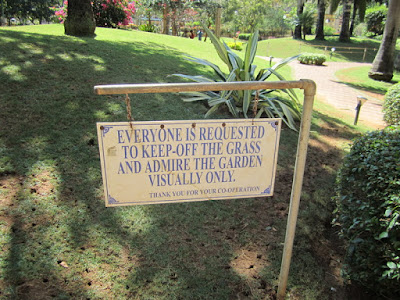 EVERYONE IS REQUESTED
TO KEEP-OFF THE GRASS
AND ADMIRE THE GARDEN
VISUALLY ONLY.
THANK YOU FOR YOUR CO-OPERATION